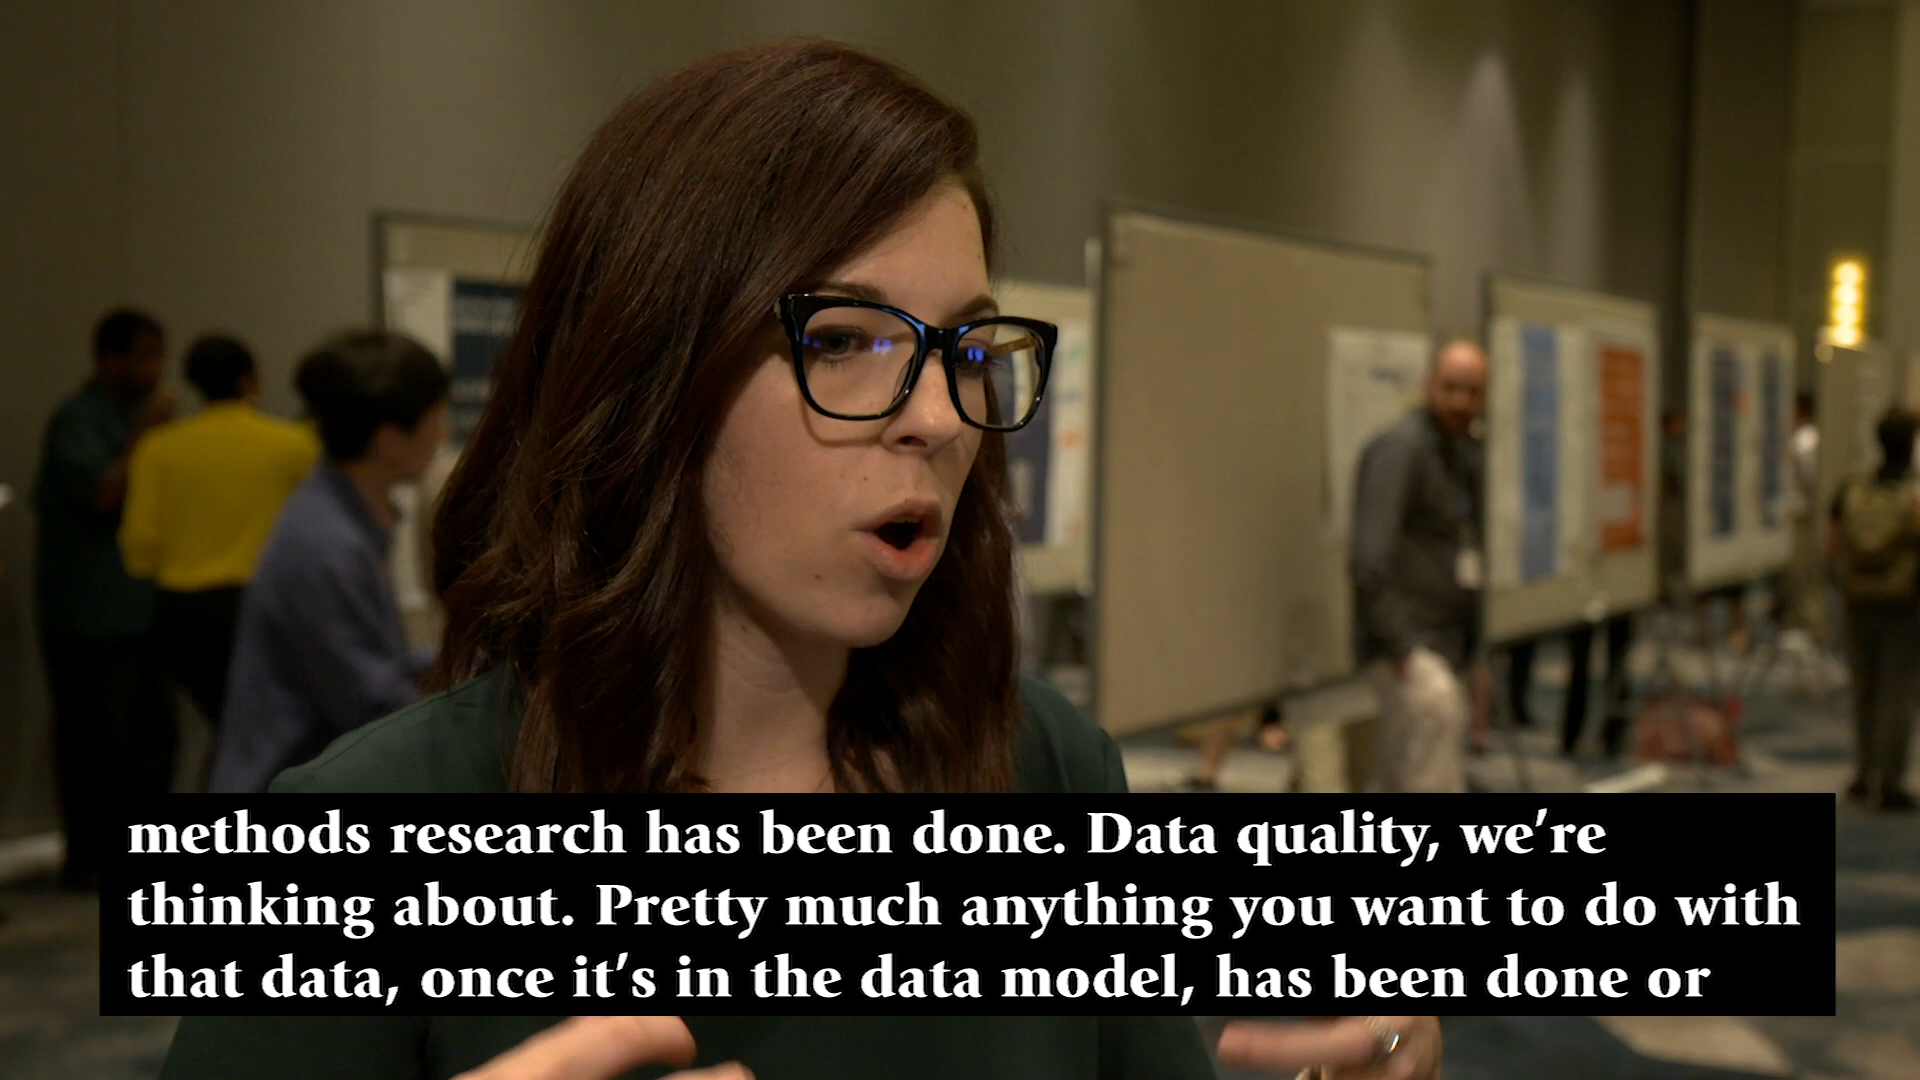 methods research has been done. Data quality, we’re
thinking about. Pretty much anything you want to do with
that data, once it’s in the data model, has been done or